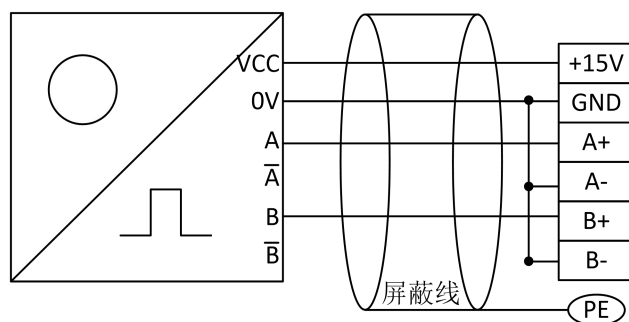 VCC
0V
A
A̅
B
B̅
+15V
GND
A+
A-
B+
B-
屏蔽线
PE